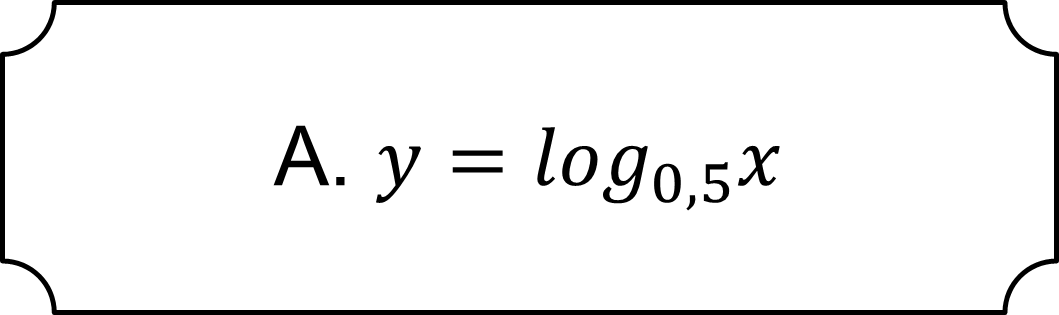 A. y = log₀,₅x